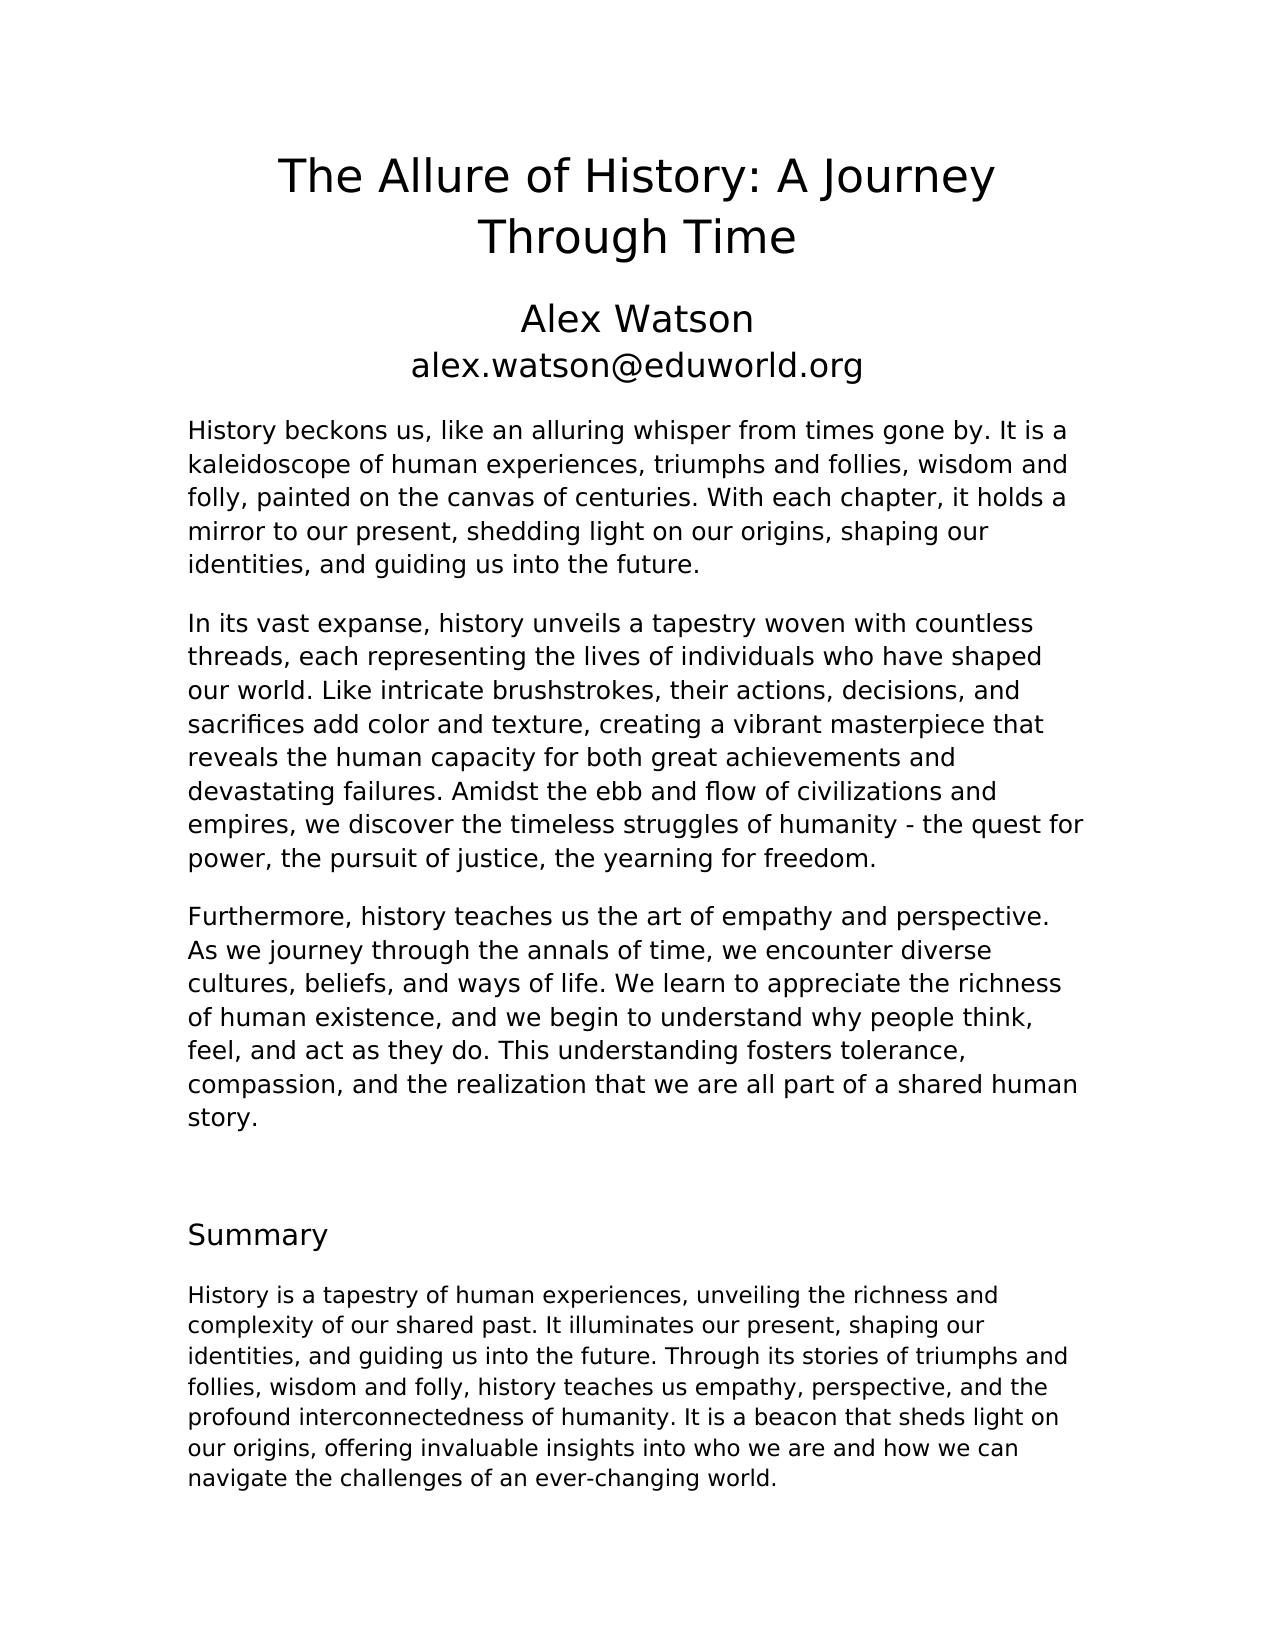 The Allure of History: A Journey
Through Time
Alex Watson
alex.watson@eduworld.org
History beckons us, like an alluring whisper from times gone by. It is a
kaleidoscope of human experiences, triumphs and follies, wisdom and
folly, painted on the canvas of centuries. With each chapter, it holds a
mirror to our present, shedding light on our origins, shaping our
identities, and guiding us into the future.
In its vast expanse, history unveils a tapestry woven with countless
threads, each representing the lives of individuals who have shaped
our world. Like intricate brushstrokes, their actions, decisions, and
sacrifices add color and texture, creating a vibrant masterpiece that
reveals the human capacity for both great achievements and
devastating failures. Amidst the ebb and flow of civilizations and
empires, we discover the timeless struggles of humanity - the quest for
power, the pursuit of justice, the yearning for freedom.
Furthermore, history teaches us the art of empathy and perspective.
As we journey through the annals of time, we encounter diverse
cultures, beliefs, and ways of life. We learn to appreciate the richness
of human existence, and we begin to understand why people think,
feel, and act as they do. This understanding fosters tolerance,
compassion, and the realization that we are all part of a shared human
story.
Summary
History is a tapestry of human experiences, unveiling the richness and
complexity of our shared past. It illuminates our present, shaping our
identities, and guiding us into the future. Through its stories of triumphs and
follies, wisdom and folly, history teaches us empathy, perspective, and the
profound interconnectedness of humanity. It is a beacon that sheds light on
our origins, offering invaluable insights into who we are and how we can
navigate the challenges of an ever-changing world.